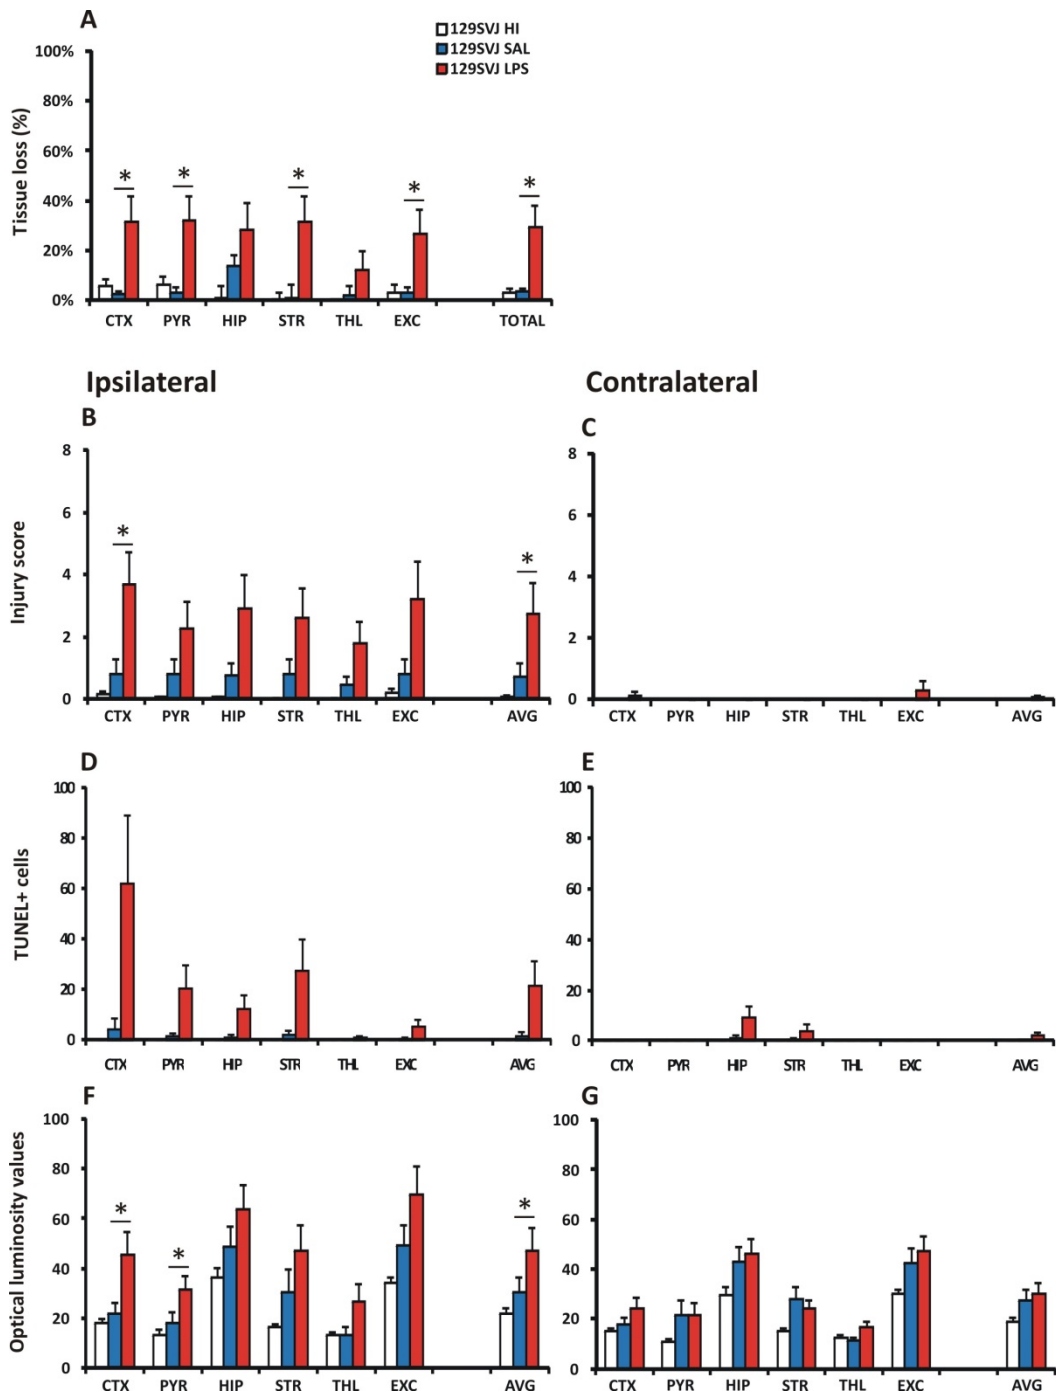 A
129SVJ HI
129SVJ SAL
129SVJ LPS
Tissue loss (%)
100%
80%
60%
40%
20%
0%
* * * * *
CTX PYR HIP STR THL EXC TOTAL
Ipsilateral Contralateral
B
Injury score
8
6
4
2
0
* *
CTX PYR HIP STR THL EXC AVG
C
8
6
4
2
0
CTX PYR HIP STR THL EXC AVG
D
TUNEL+ cells
100
80
60
40
20
0
CTX PYR HIP STR THL EXC AVG
E
100
80
60
40
20
0
CTX PYR HIP STR THL EXC AVG
F
Optical luminosity values
100
80
60
40
20
0
* * *
CTX PYR HIP STR THL EXC AVG
G
100
80
60
40
20
0
CTX PYR HIP STR THL EXC AVG